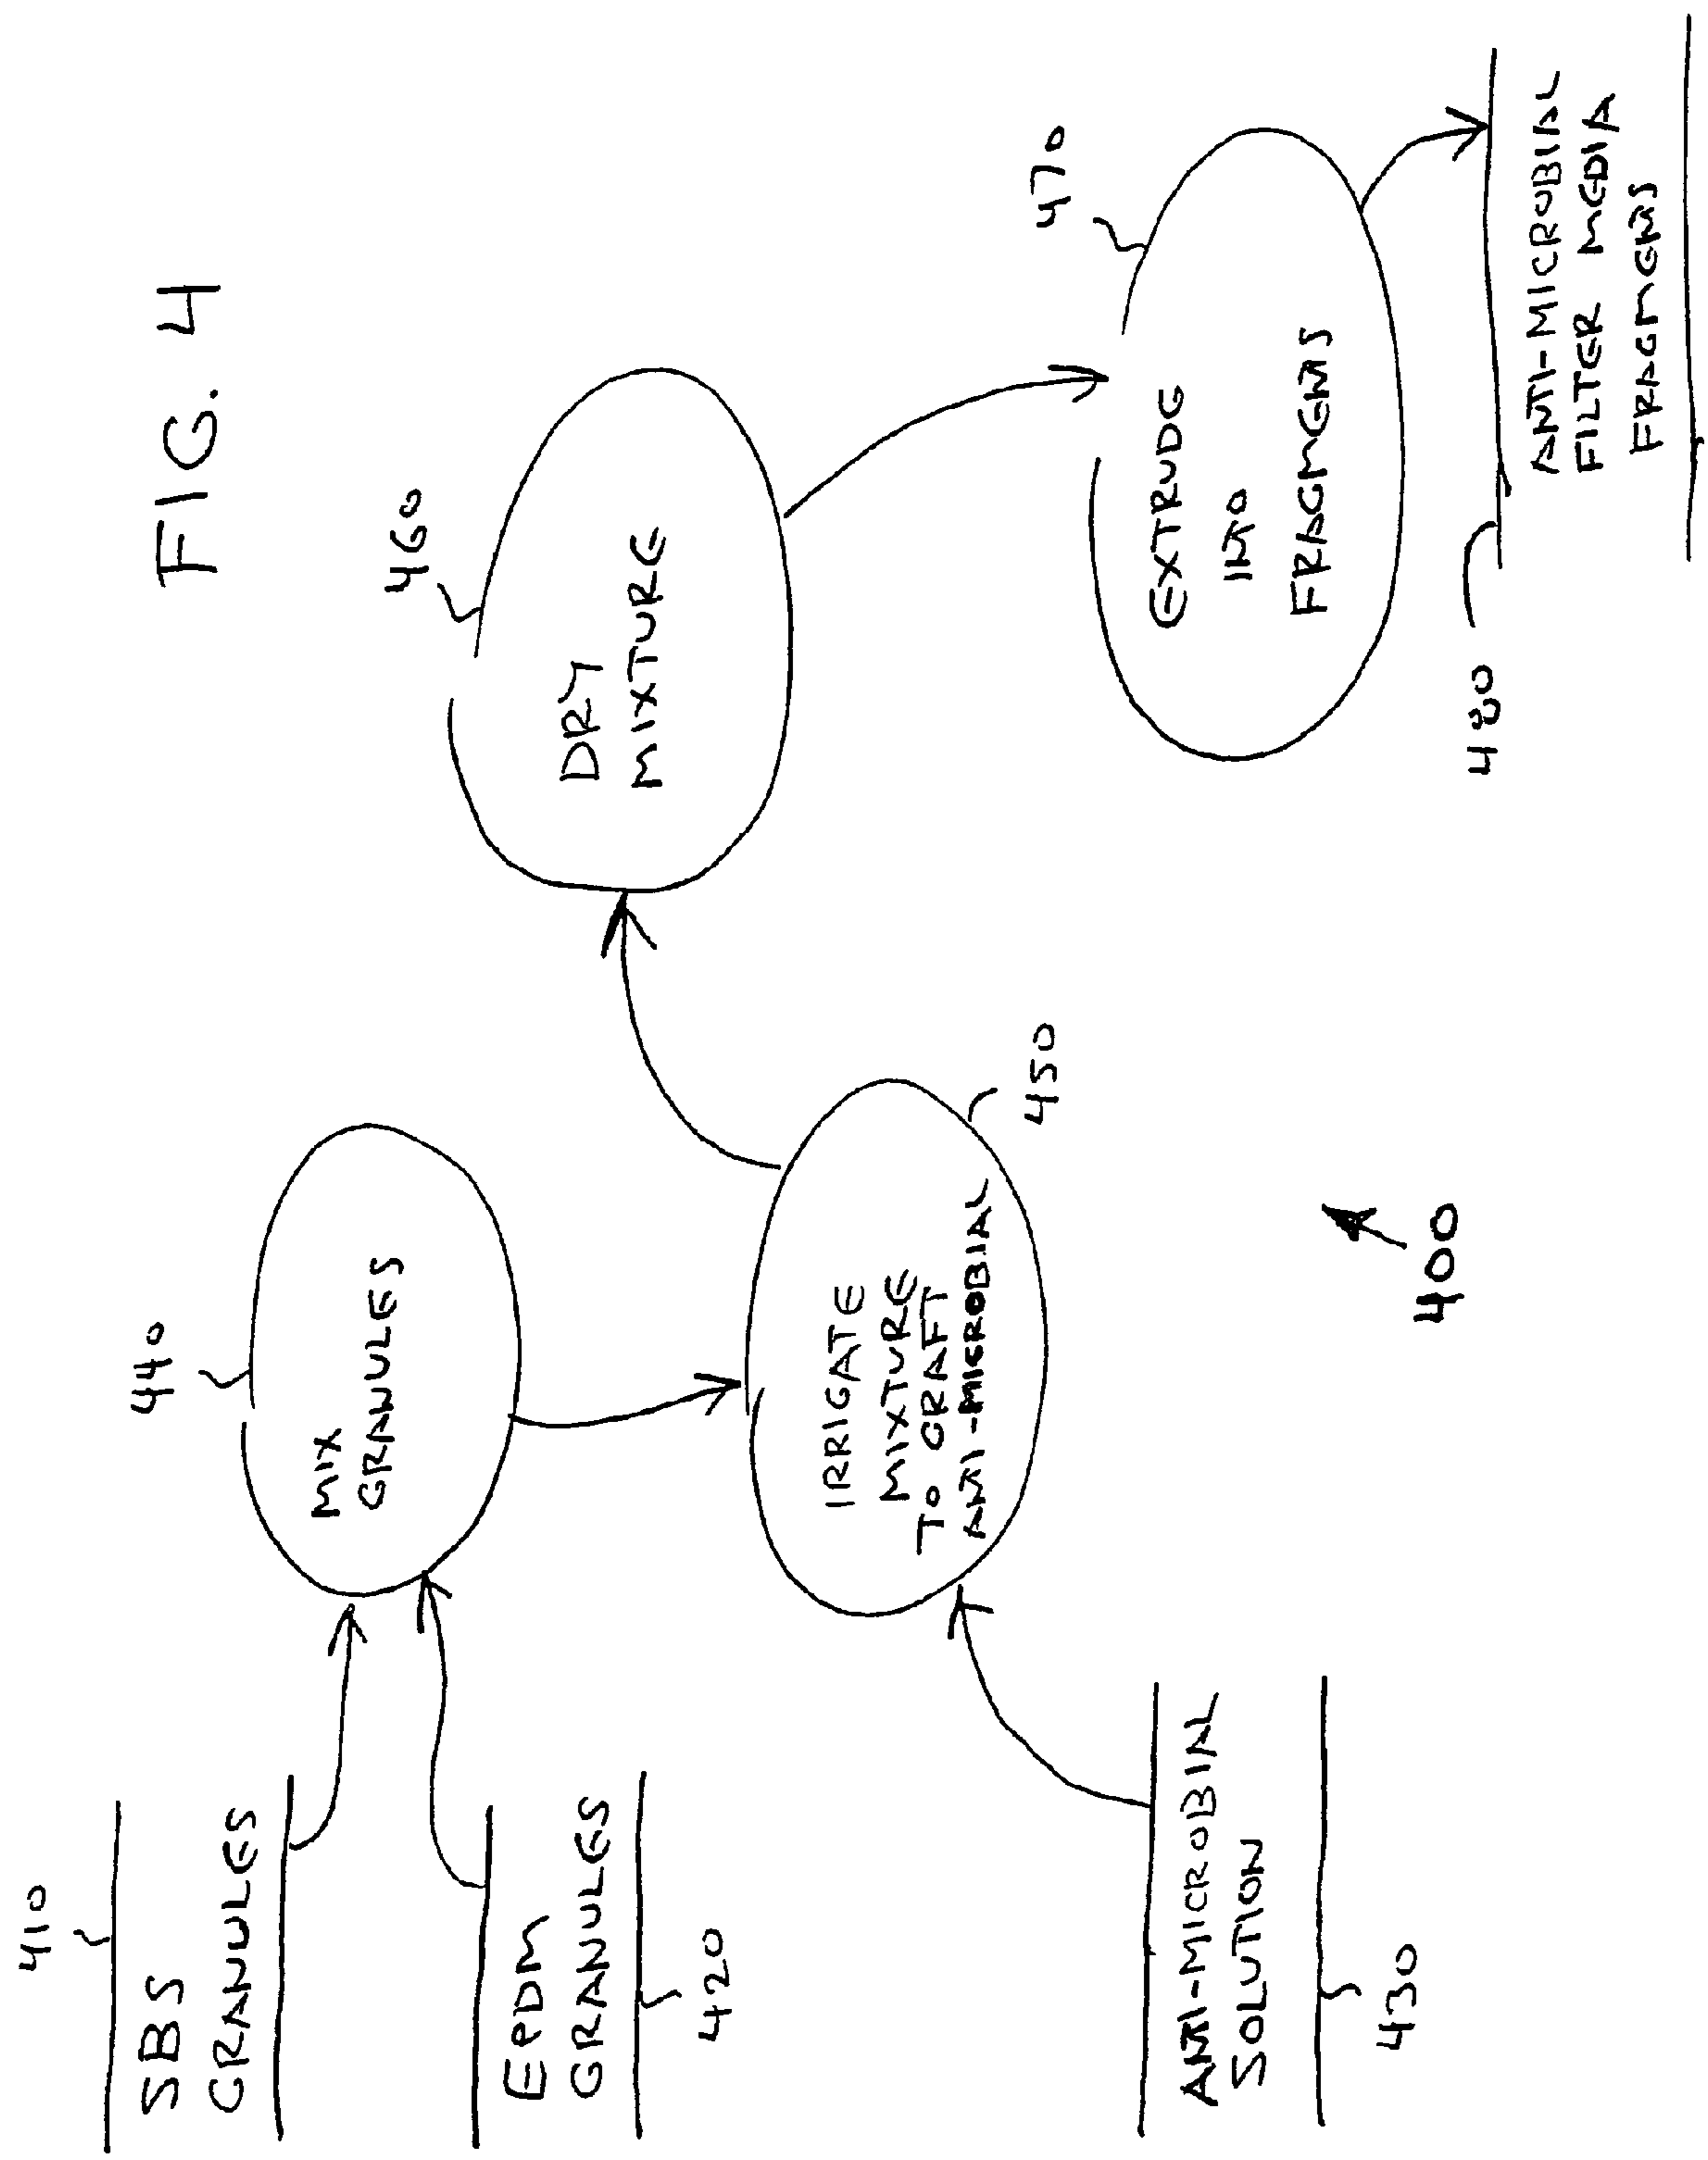 FIG. 4
410
SBS
GRANULES
EPDM
GRANULES
420
440
MIX
GRANULES
ANTI-MICROBIAL
SOLUTION
430
IRRIGATE
MIXTURE
TO GRAFT
ANTI-MICROBIAL
450
460
DRY
MIXTURE
470
EXTRUDE
INTO
FRAGMENTS
480
ANTI-MICROBIAL
FILTER MEDIA
FRAGMENTS
400